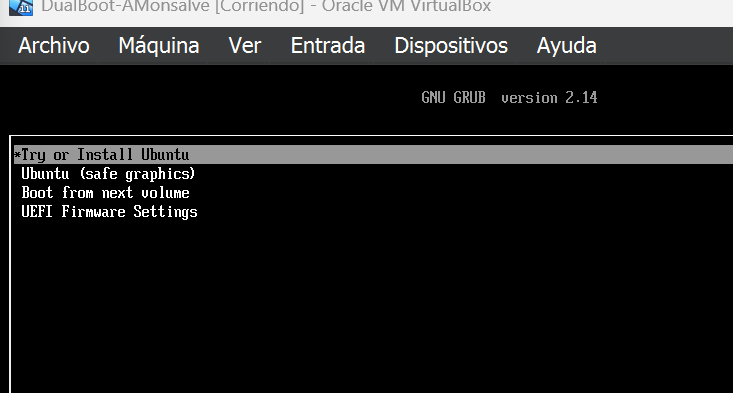 DualBoot-AMonsalve [Corriendo] - Oracle VM VirtualBox
Archivo Máquina Ver Entrada Dispositivos Ayuda
GNU GRUB version 2.14
*Try or Install Ubuntu
Ubuntu (safe graphics)
Boot from next volume
UEFI Firmware Settings